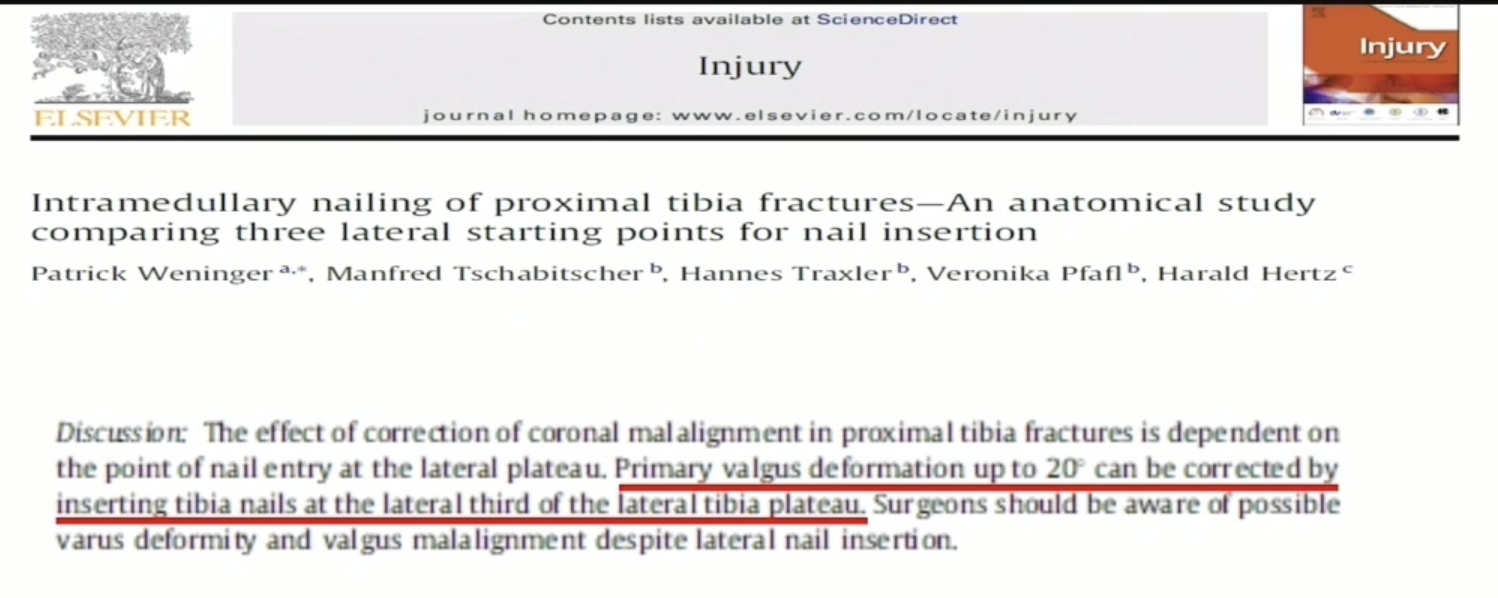 Contents lists available at ScienceDirect
Injury
Injury
ELSEVIER
journal homepage: www.elsevier.com/locate/injury
Intramedullary nailing of proximal tibia fractures—An anatomical study
comparing three lateral starting points for nail insertion
Patrick Weninger a,*, Manfred Tschabitscher b, Hannes Traxler b, Veronika Pfafl b, Harald Hertz c
Discussion: The effect of correction of coronal malalignment in proximal tibia fractures is dependent on
the point of nail entry at the lateral plateau. Primary valgus deformation up to 20° can be corrected by
inserting tibia nails at the lateral third of the lateral tibia plateau. Surgeons should be aware of possible
varus deformity and valgus malalignment despite lateral nail insertion.